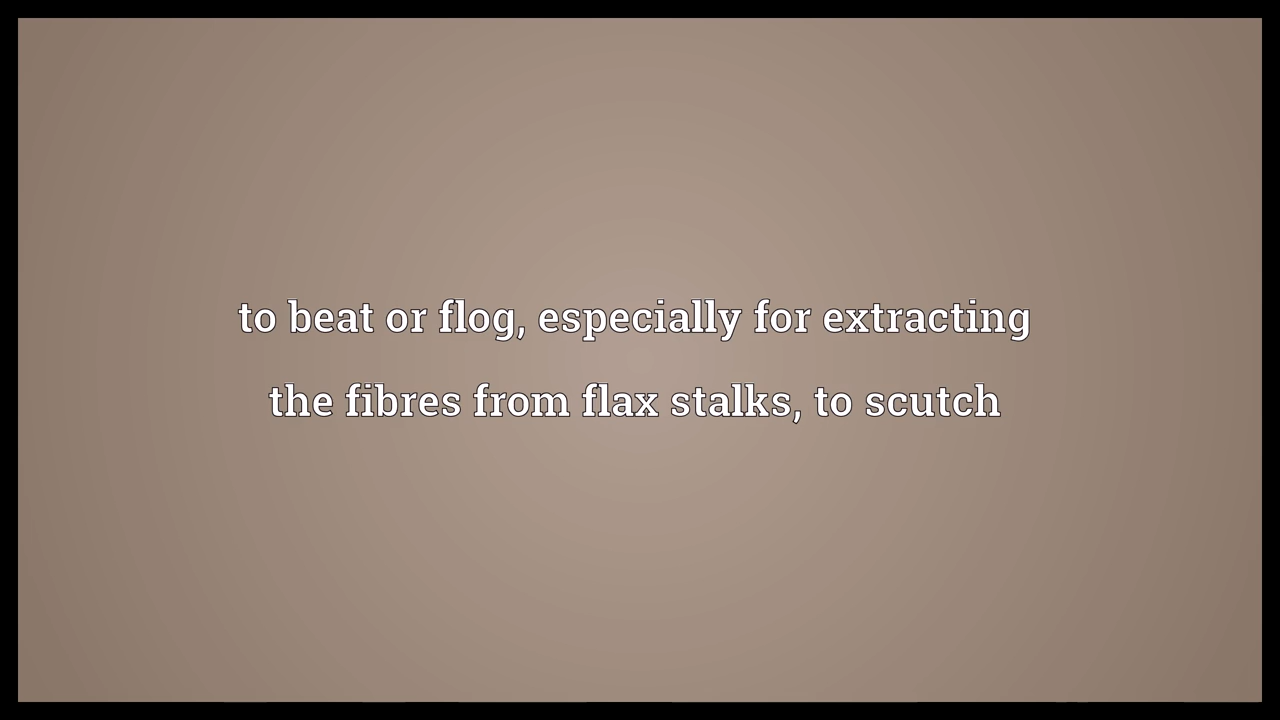 to beat or flog, especially for extracting
the fibres from flax stalks, to scutch